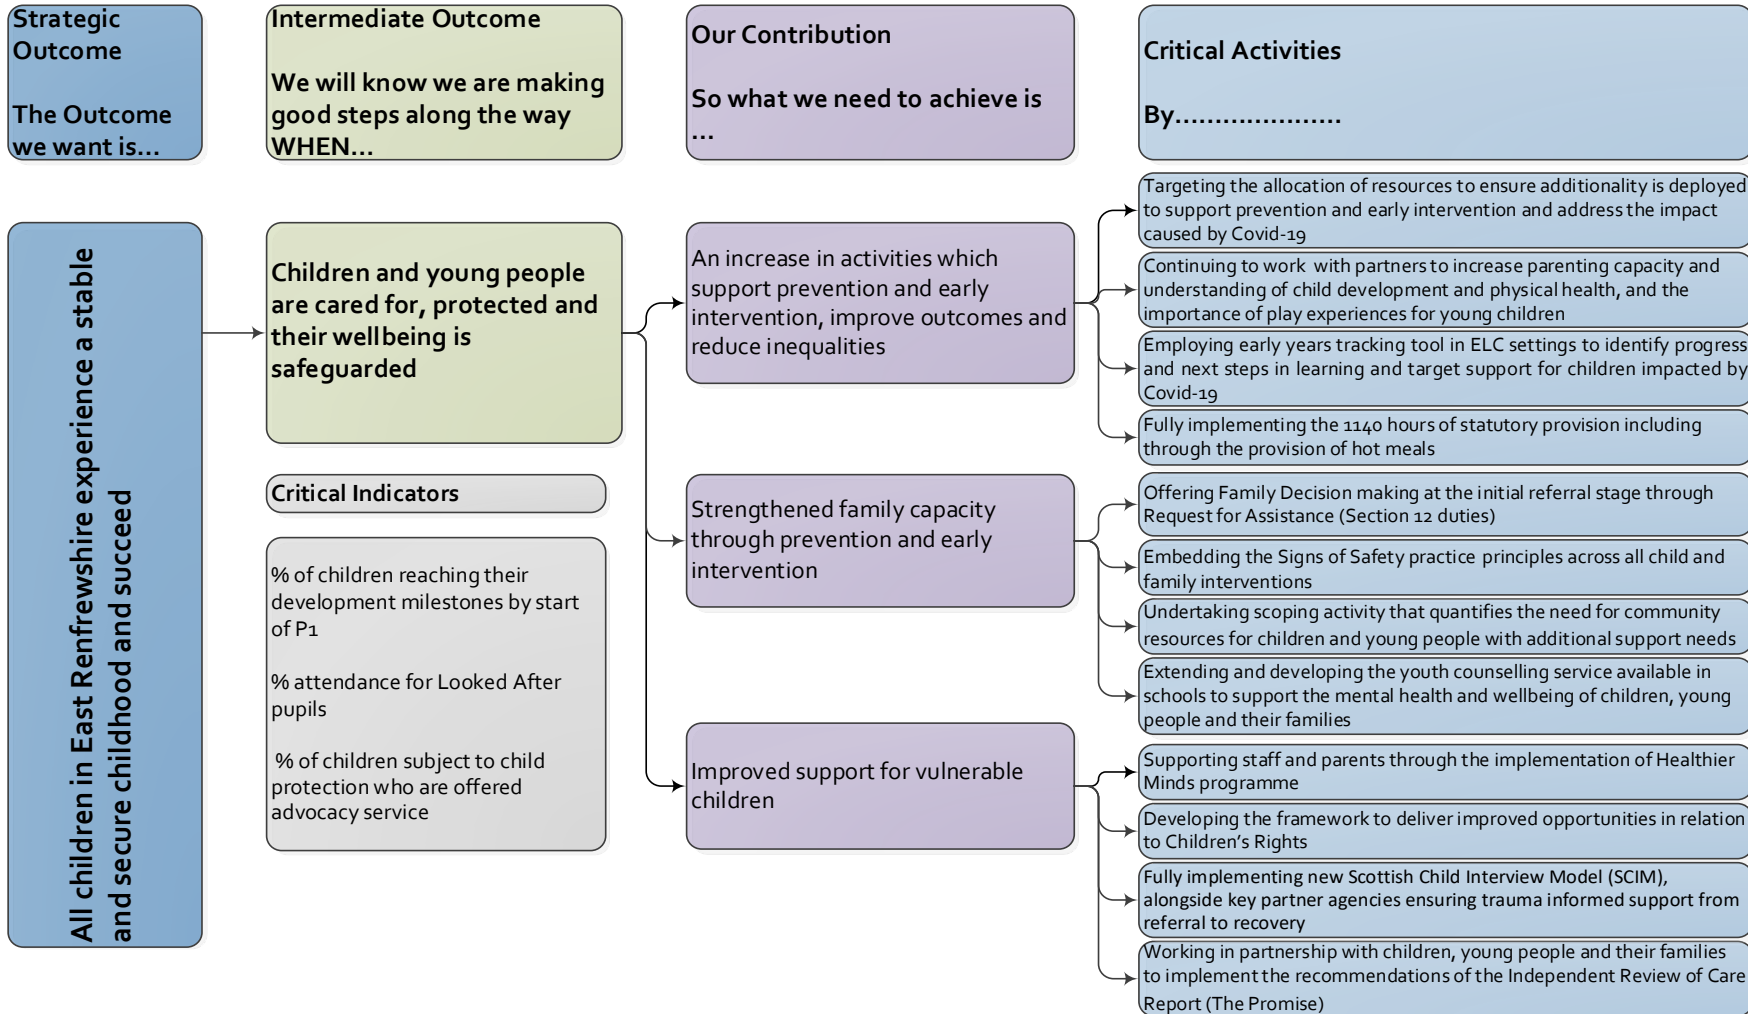 Strategic
Outcome
The Outcome
we want is...
Intermediate Outcome
We will know we are making
good steps along the way
WHEN...
Our Contribution
So what we need to achieve is
...
Critical Activities
By.....................
All children in East Renfrewshire experience a stable
and secure childhood and succeed
Children and young people
are cared for, protected and
their wellbeing is
safeguarded
Critical Indicators
% of children reaching their
development milestones by start
of P1
% attendance for Looked After
pupils
% of children subject to child
protection who are offered
advocacy service
An increase in activities which
support prevention and early
intervention, improve outcomes and
reduce inequalities
Targeting the allocation of resources to ensure additionality is deployed
to support prevention and early intervention and address the impact
caused by Covid-19
Continuing to work with partners to increase parenting capacity and
understanding of child development and physical health, and the
importance of play experiences for young children
Employing early years tracking tool in ELC settings to identify progress
and next steps in learning and target support for children impacted by
Covid-19
Fully implementing the 1140 hours of statutory provision including
through the provision of hot meals
Strengthened family capacity
through prevention and early
intervention
Offering Family Decision making at the initial referral stage through
Request for Assistance (Section 12 duties)
Embedding the Signs of Safety practice principles across all child and
family interventions
Undertaking scoping activity that quantifies the need for community
resources for children and young people with additional support needs
Extending and developing the youth counselling service available in
schools to support the mental health and wellbeing of children, young
people and their families
Improved support for vulnerable
children
Supporting staff and parents through the implementation of Healthier
Minds programme
Developing the framework to deliver improved opportunities in relation
to Children's Rights
Fully implementing new Scottish Child Interview Model (SCIM),
alongside key partner agencies ensuring trauma informed support from
referral to recovery
Working in partnership with children, young people and their families
to implement the recommendations of the Independent Review of Care
Report (The Promise)